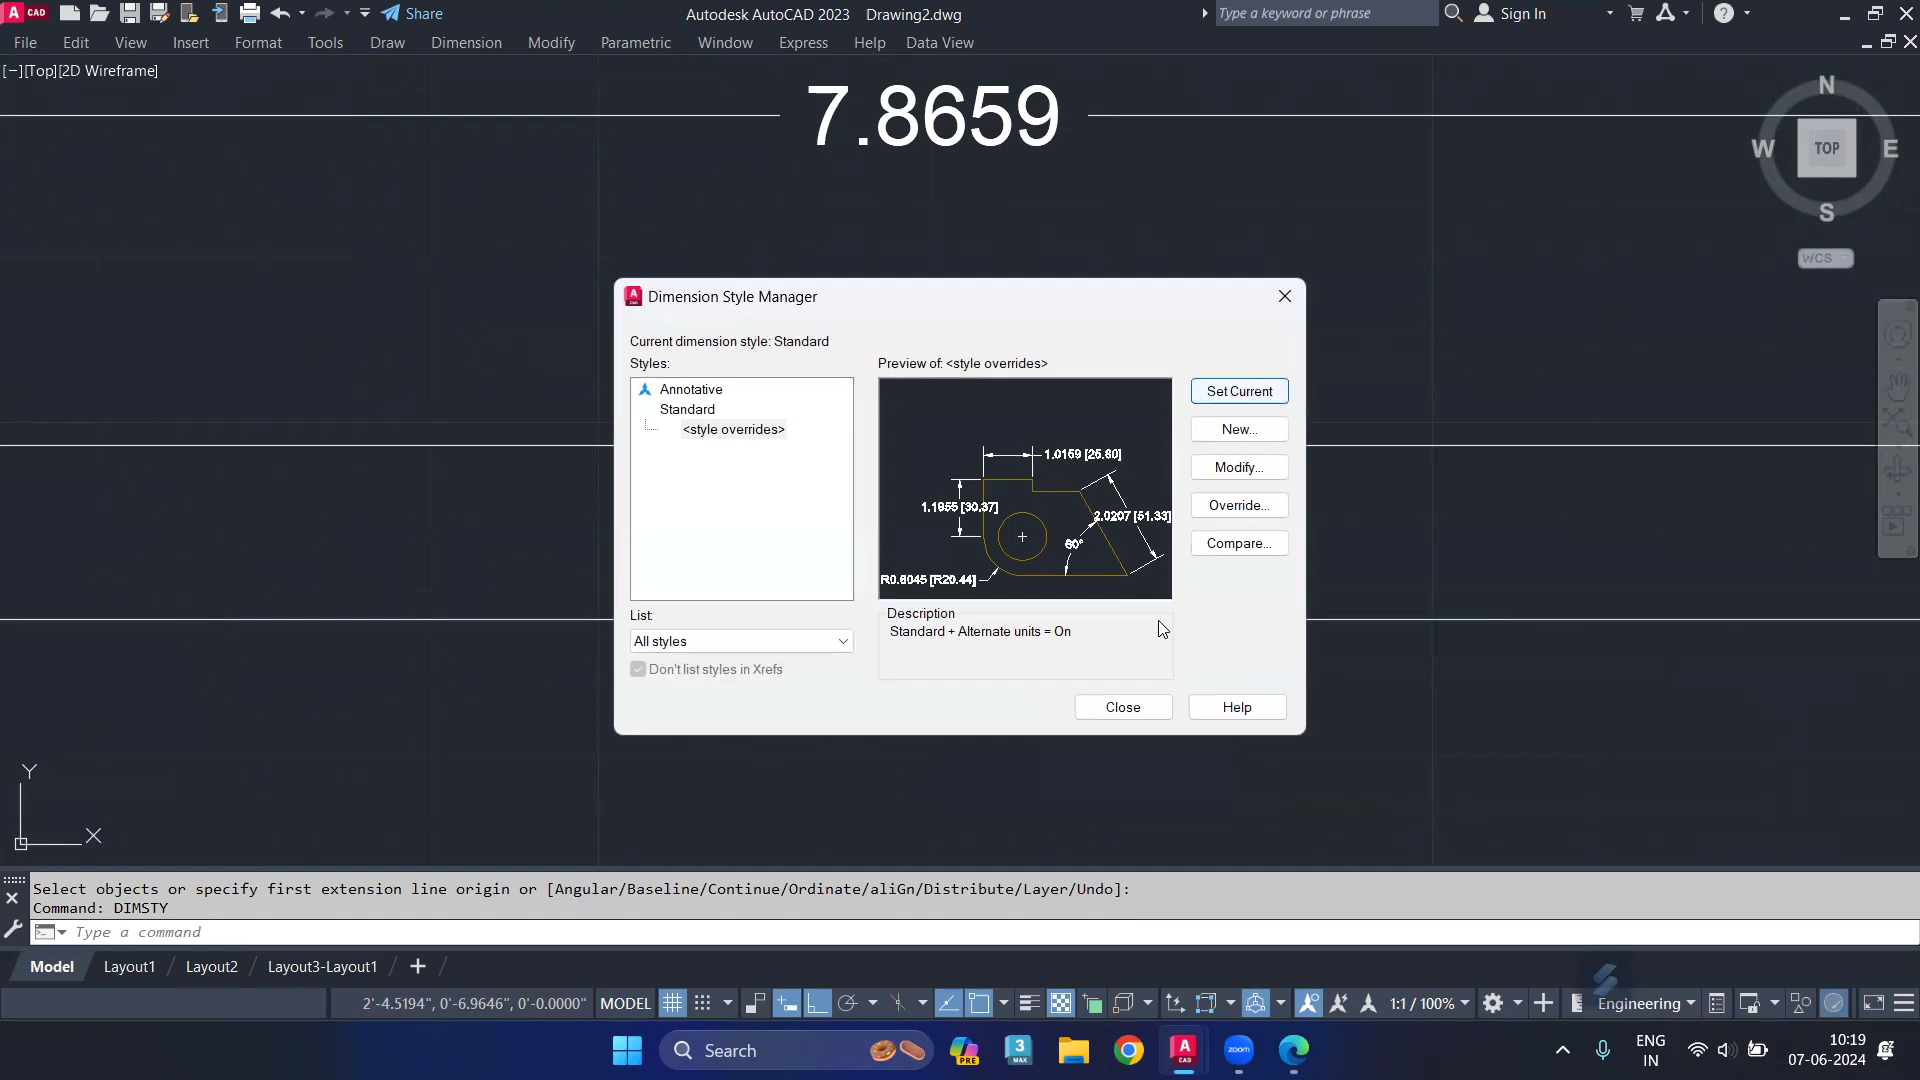 A CAD
Share
Autodesk AutoCAD 2023 Drawing2.dwg
Type a keyword or phrase
Sign In
File Edit View Insert Format Tools Draw Dimension Modify Parametric Window Express Help Data View
[−][Top][2D Wireframe]
7.8659
N
W TOP E
S
WCS
Dimension Style Manager
Current dimension style: Standard
Styles:
Preview of: <style overrides>
Annotative
Standard
<style overrides>
Set Current
New...
Modify...
Override...
Compare...
1.0159 [25.80]
1.1955 [30.37]
2.0207 [51.33]
60°
R0.8045 [R20.44]
List:
All styles
Don't list styles in Xrefs
Description
Standard + Alternate units = On
Close
Help
Y
X
Select objects or specify first extension line origin or [Angular/Baseline/Continue/Ordinate/aliGn/Distribute/Layer/Undo]:
Command: DIMSTY
Type a command
Model Layout1 Layout2 Layout3-Layout1
2'-4.5194", 0'-6.9646", 0'-0.0000" MODEL 1:1 / 100% Engineering
Search
PRE
3
MAX
A
CAD
zoom
ENG
IN
10:19
07-06-2024